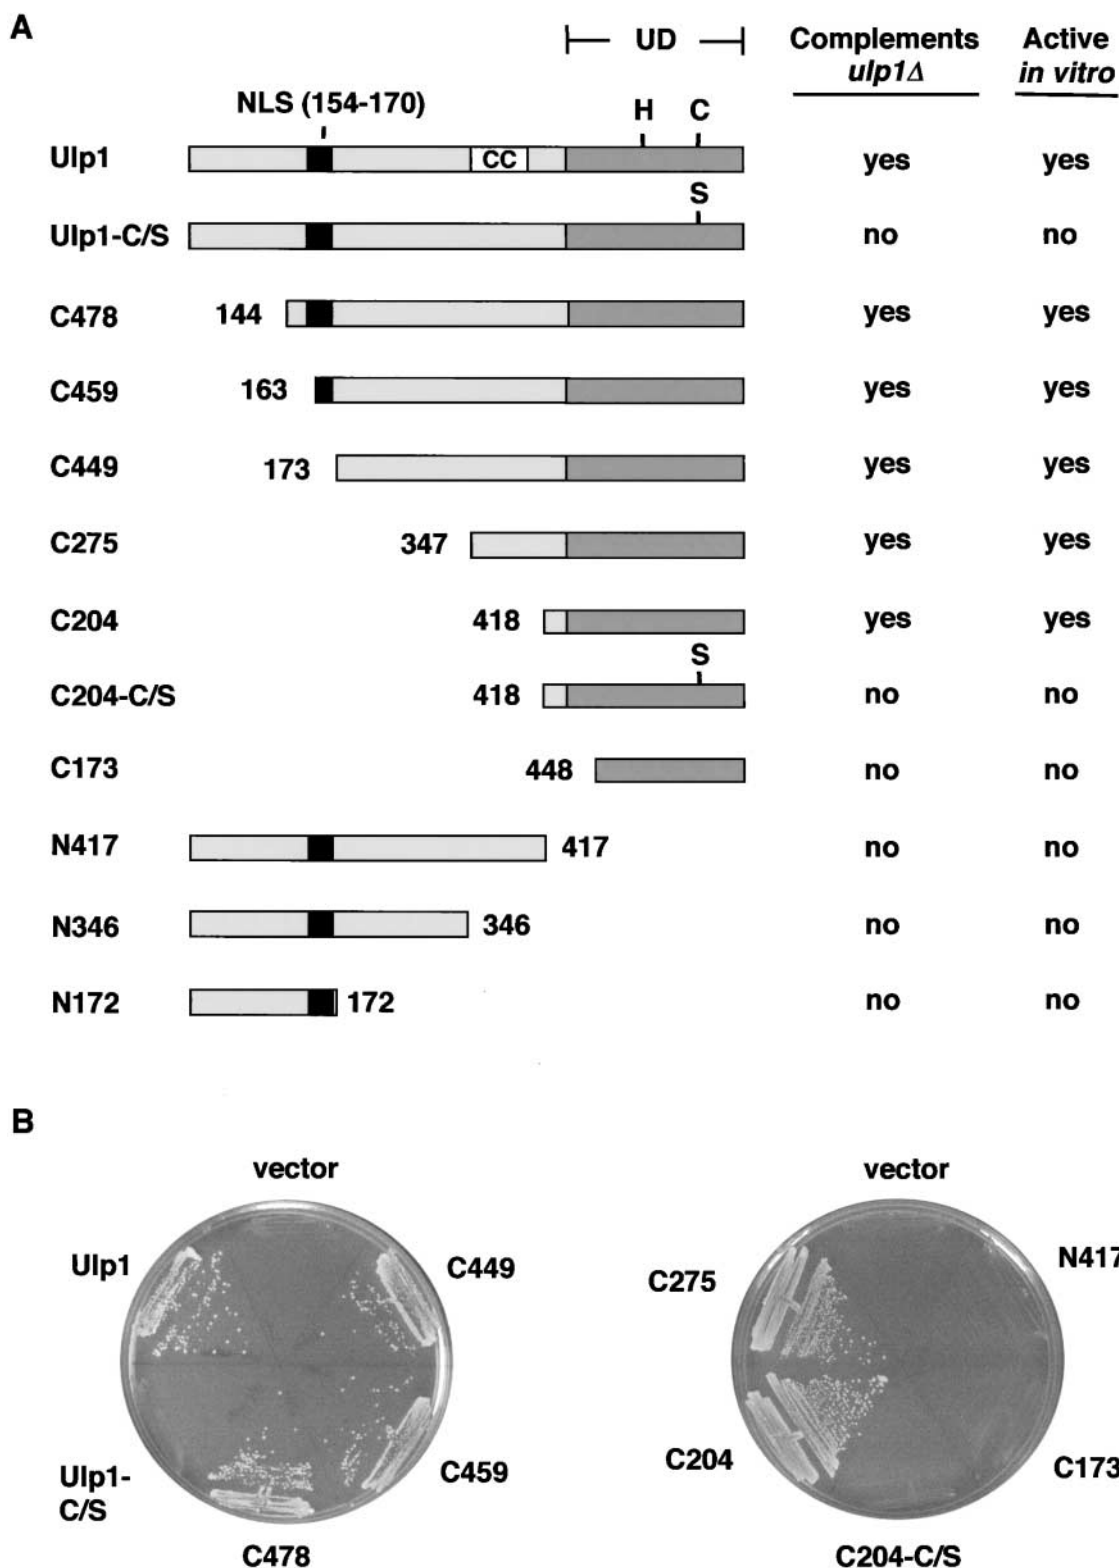 A
UD
Complements
ulp1Δ
Active
in vitro
NLS (154-170)
H C
Ulp1 CC yes yes
S
Ulp1-C/S no no
C478 144 yes yes
C459 163 yes yes
C449 173 yes yes
C275 347 yes yes
C204 418 yes yes
S
C204-C/S 418 no no
C173 448 no no
N417 417 no no
N346 346 no no
N172 172 no no
B
vector
Ulp1
C449
Ulp1-
C/S
C459
C478
vector
C275
N417
C204
C173
C204-C/S